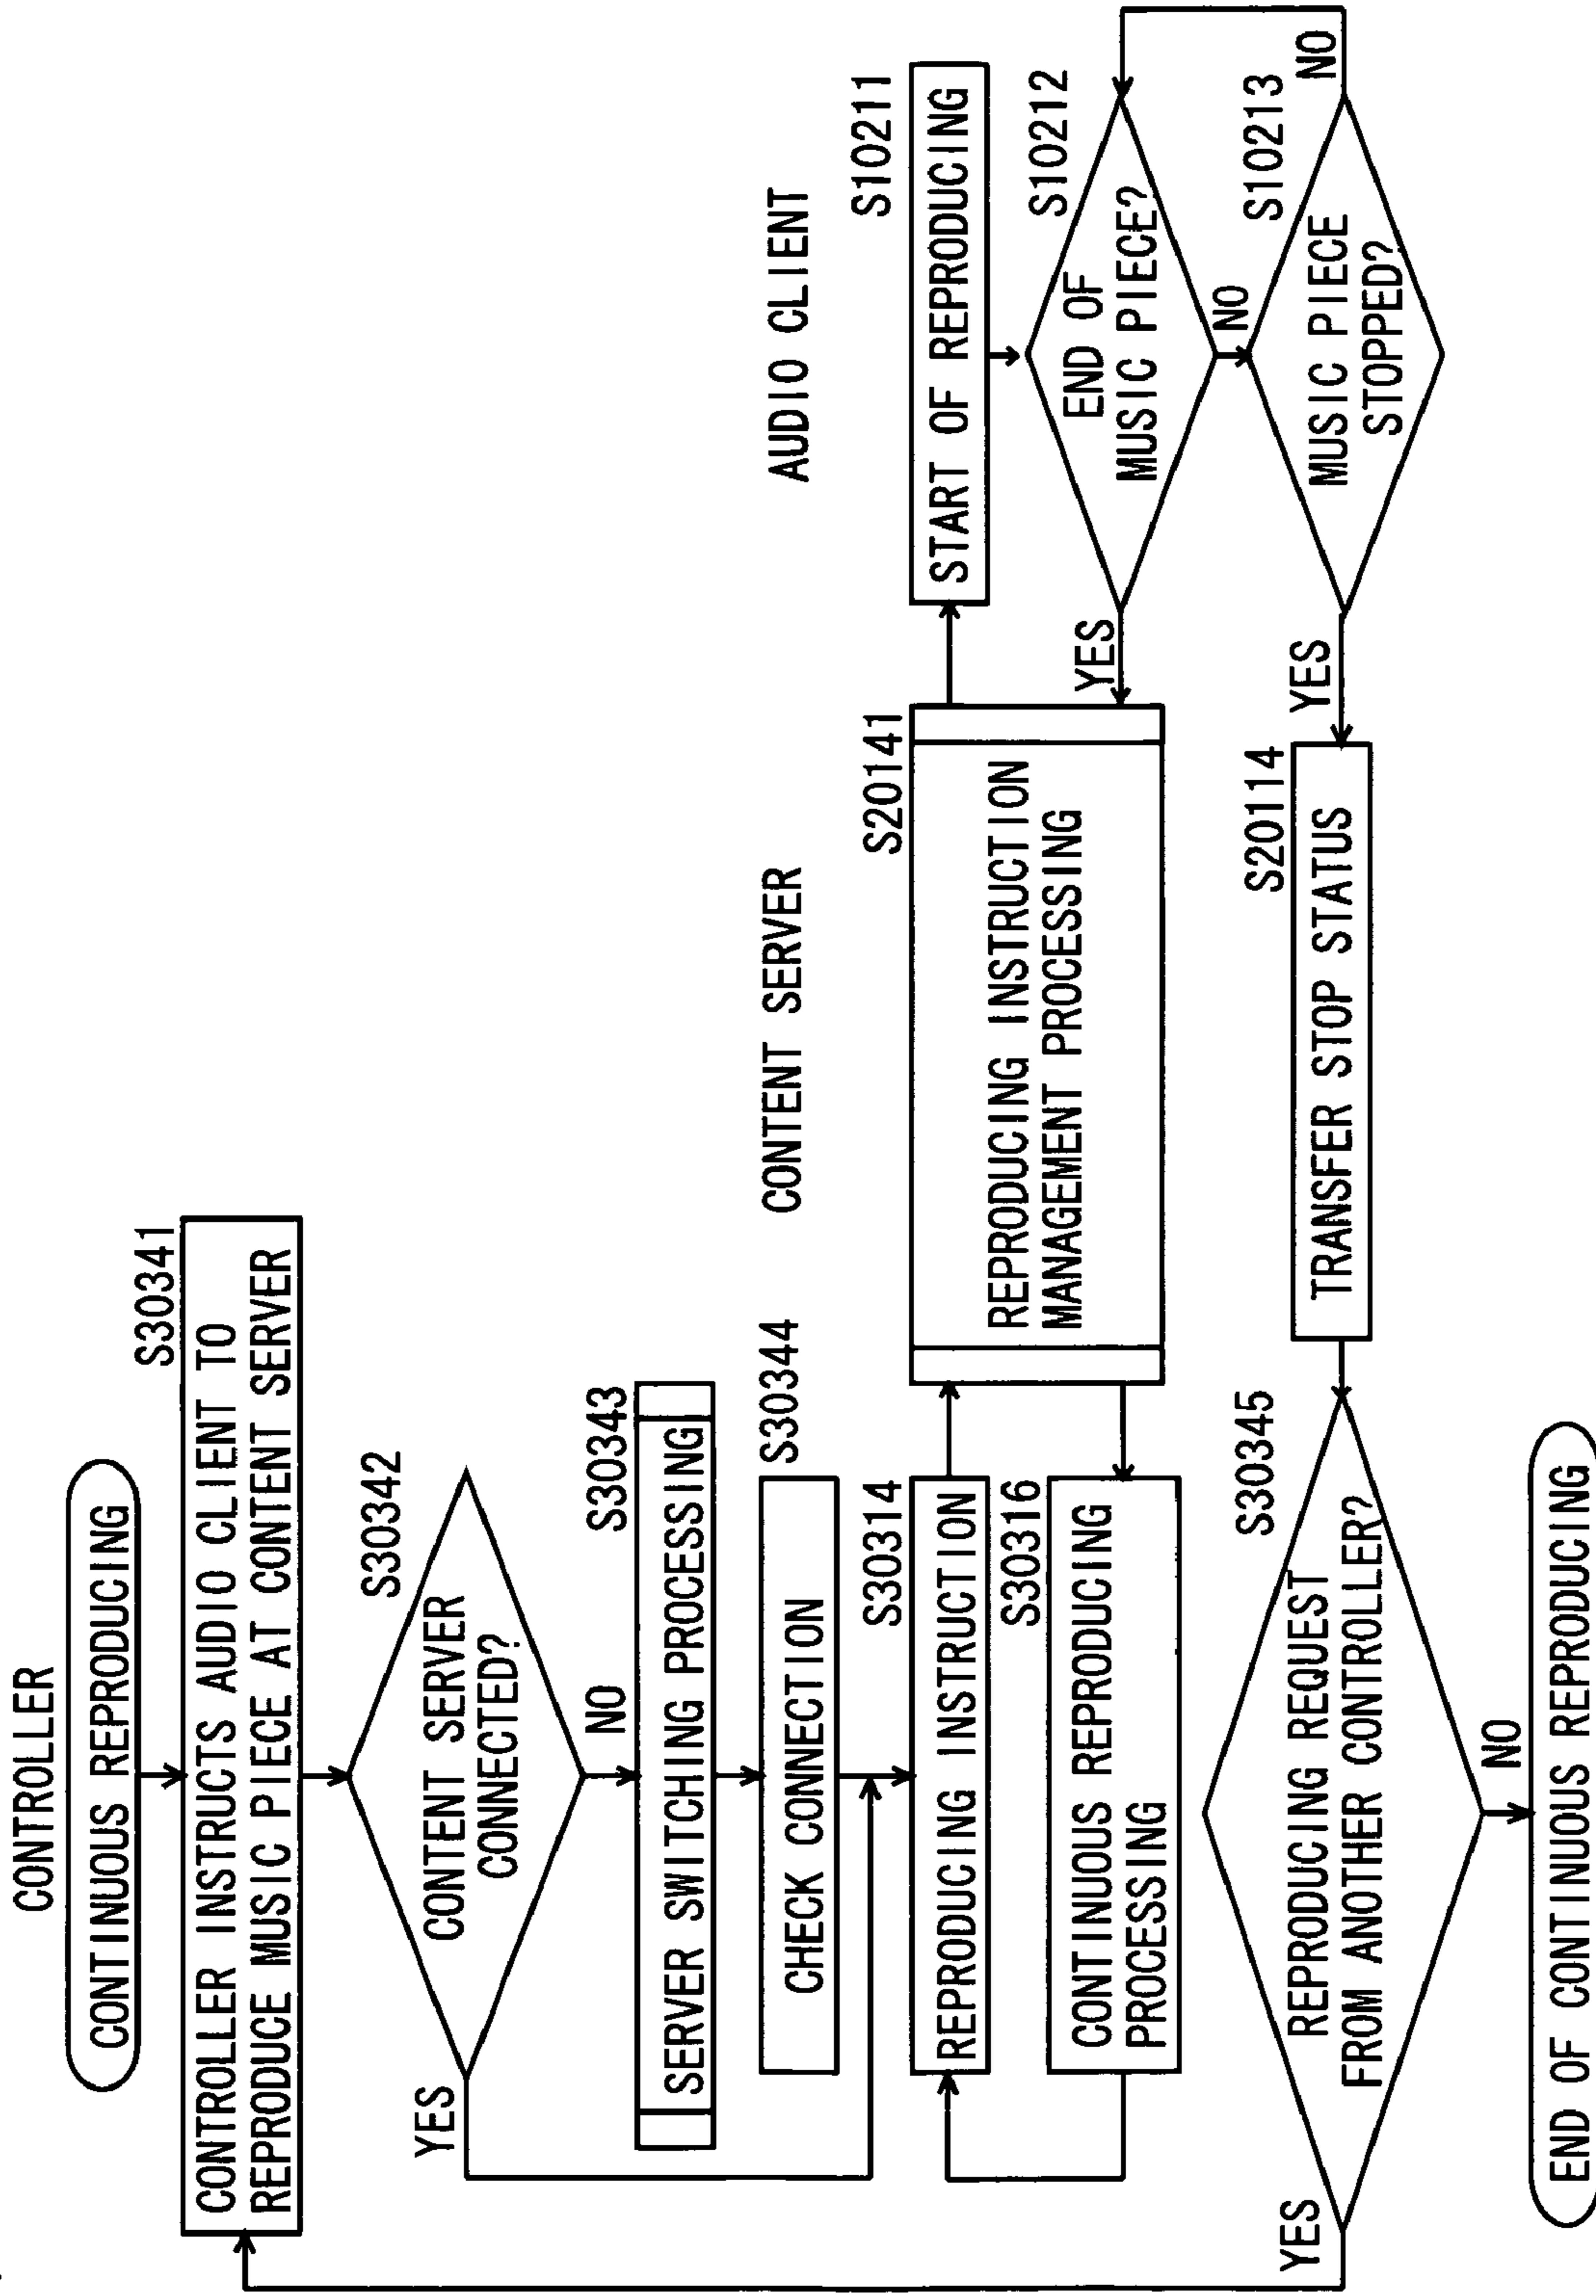 CONTROLLER
CONTINUOUS REPRODUCING
S30341
CONTROLLER INSTRUCTS AUDIO CLIENT TO
REPRODUCE MUSIC PIECE AT CONTENT SERVER
S30342
CONTENT SERVER
CONNECTED?
YES
NO
S30343
SERVER SWITCHING PROCESSING
S30344
CHECK CONNECTION
CONTENT SERVER
AUDIO CLIENT
S30314
REPRODUCING INSTRUCTION
S20141
REPRODUCING INSTRUCTION
MANAGEMENT PROCESSING
S10211
START OF REPRODUCING
S30316
CONTINUOUS REPRODUCING
PROCESSING
YES
S10212
END OF
MUSIC PIECE?
NO
S30345
REPRODUCING REQUEST
FROM ANOTHER CONTROLLER?
YES
NO
S20114
TRANSFER STOP STATUS
YES
S10213
MUSIC PIECE
STOPPED?
NO
END OF CONTINUOUS REPRODUCING